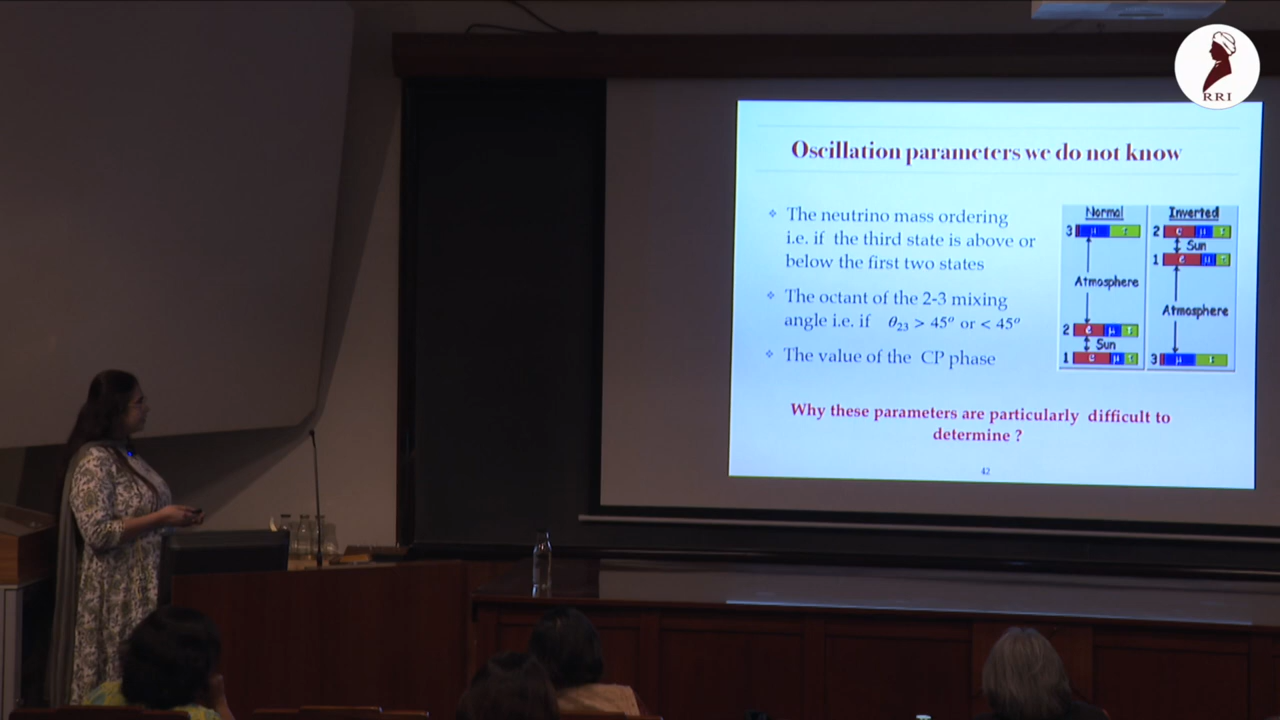 RRI
Oscillation parameters we do not know
❖ The neutrino mass ordering
i.e. if the third state is above or
below the first two states
❖ The octant of the 2-3 mixing
angle i.e. if θ₂₃ > 45° or < 45°
❖ The value of the CP phase
Normal
3 μ τ
Atmosphere
2 e μ τ
Sun
1 e μ τ
Inverted
2 e μ τ
Sun
1 e μ τ
Atmosphere
3 μ τ
Why these parameters are particularly difficult to
determine ?
42